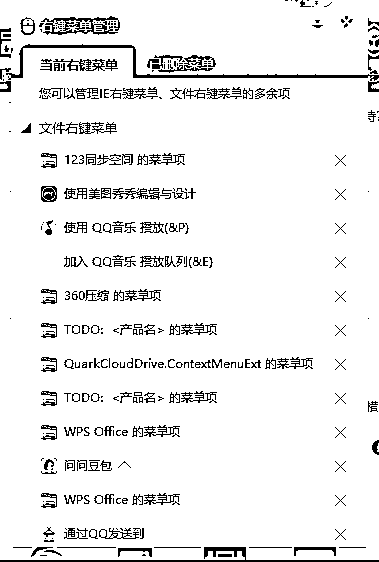 右键菜单管理
当前右键菜单 已删除菜单
您可以管理IE右键菜单、文件右键菜单的多余项
文件右键菜单
123同步空间 的菜单项
使用美图秀秀编辑与设计
使用 QQ音乐 播放(&P)
加入 QQ音乐 播放队列(&E)
360压缩 的菜单项
TODO: <产品名> 的菜单项
QuarkCloudDrive.ContextMenuExt 的菜单项
TODO: <产品名> 的菜单项
WPS Office 的菜单项
问问豆包
WPS Office 的菜单项
通过QQ发送到